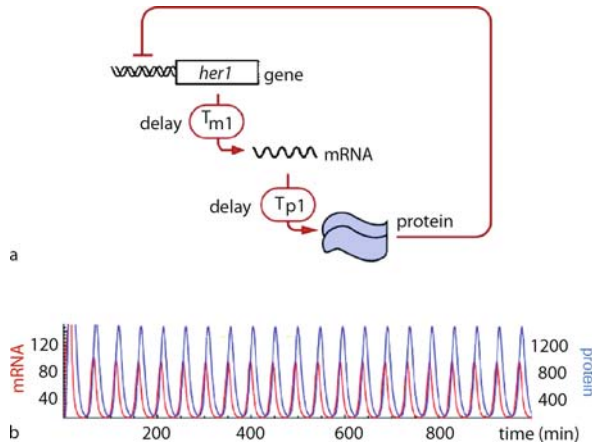 her1
gene
delay
Tm1
mRNA
delay
Tp1
protein
a
mRNA
120
80
40
1200
800
400
protein
b
200
400
600
800
time (min)